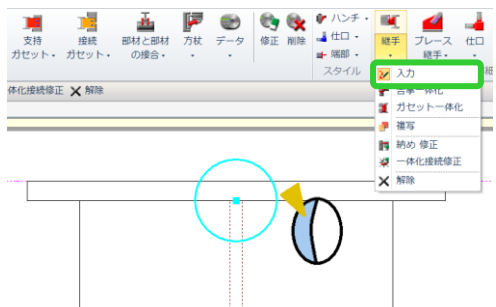 支持 接続 部材と部材 方杖 データ 修正 削除 ハンチ 継手 ブレース 仕口
ガセット ガセット の接合 仕口 継手
端部
スタイル 入力
ガセット一体化
複写
納め 修正
一体化接続修正
解除
体化接続修正 解除